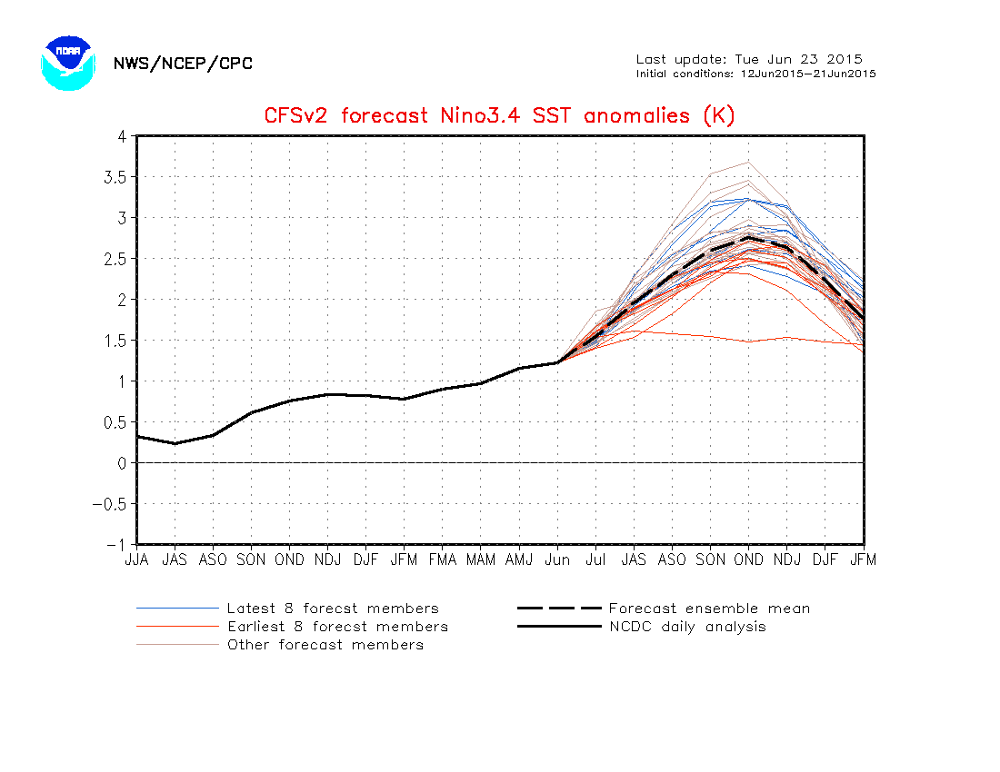 NOAA
NWS/NCEP/CPC
Last update: Tue Jun 23 2015
Initial conditions: 12Jun2015-21Jun2015
CFSv2 forecast Nino3.4 SST anomalies (K)
4
3.5
3
2.5
2
1.5
1
0.5
0
-0.5
-1
JJA JAS ASO SON OND NDJ DJF JFM FMA MAM AMJ Jun Jul JAS ASO SON OND NDJ DJF JFM
Latest 8 forecst members
Earliest 8 forecst members
Other forecast members
Forecast ensemble mean
NCDC daily analysis